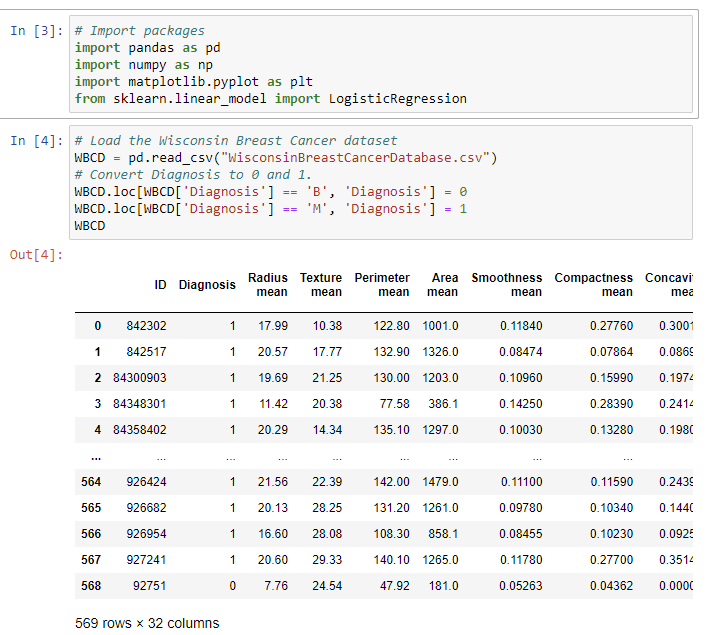 In [3]: # Import packages
import pandas as pd
import numpy as np
import matplotlib.pyplot as plt
from sklearn.linear_model import LogisticRegression
In [4]: # Load the Wisconsin Breast Cancer dataset
WBCD = pd.read_csv("WisconsinBreastCancerDatabase.csv")
# Convert Diagnosis to 0 and 1.
WBCD.loc[WBCD['Diagnosis'] == 'B', 'Diagnosis'] = 0
WBCD.loc[WBCD['Diagnosis'] == 'M', 'Diagnosis'] = 1
WBCD
Out[4]:
ID Diagnosis Radius mean Texture mean Perimeter mean Area mean Smoothness mean Compactness mean Concavi mea
0 842302 1 17.99 10.38 122.80 1001.0 0.11840 0.27760 0.3001
1 842517 1 20.57 17.77 132.90 1326.0 0.08474 0.07864 0.0869
2 84300903 1 19.69 21.25 130.00 1203.0 0.10960 0.15990 0.1974
3 84348301 1 11.42 20.38 77.58 386.1 0.14250 0.28390 0.2414
4 84358402 1 20.29 14.34 135.10 1297.0 0.10030 0.13280 0.1980
... ... ... ... ... ... ... ... ...
564 926424 1 21.56 22.39 142.00 1479.0 0.11100 0.11590 0.2439
565 926682 1 20.13 28.25 131.20 1261.0 0.09780 0.10340 0.1440
566 926954 1 16.60 28.08 108.30 858.1 0.08455 0.10230 0.0925
567 927241 1 20.60 29.33 140.10 1265.0 0.11780 0.27700 0.3514
568 92751 0 7.76 24.54 47.92 181.0 0.05263 0.04362 0.0000
569 rows × 32 columns